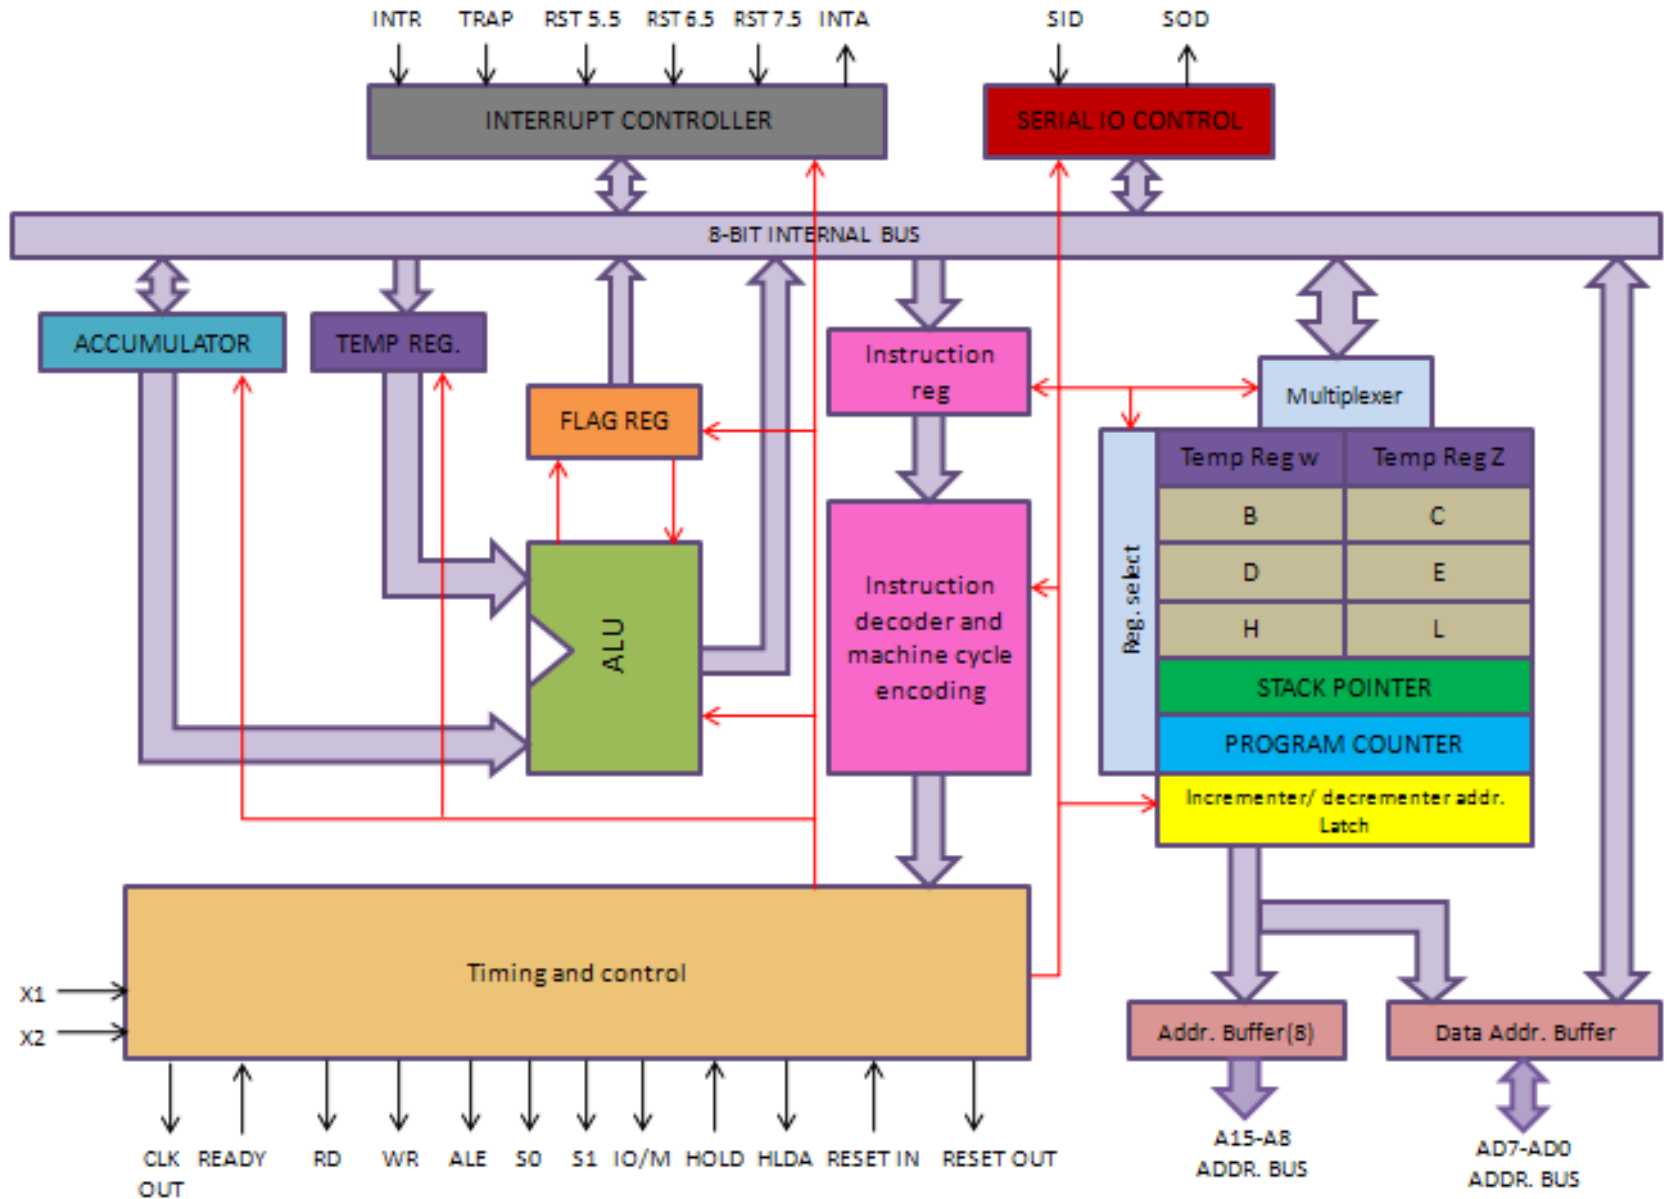 INTR TRAP RST 5.5 RST 6.5 RST 7.5 INTA SID SOD
INTERRUPT CONTROLLER
SERIAL IO CONTROL
8-BIT INTERNAL BUS
ACCUMULATOR
TEMP REG.
FLAG REG
ALU
Instruction
reg
Instruction
decoder and
machine cycle
encoding
Multiplexer
Reg. select
Temp Reg w Temp Reg Z
B C
D E
H L
STACK POINTER
PROGRAM COUNTER
Incrementer/ decrementer addr.
Latch
Timing and control
X1
X2
Addr. Buffer(8)
Data Addr. Buffer
CLK
OUT
READY RD WR ALE S0 S1 IO/M HOLD HLDA RESET IN RESET OUT
A15-A8
ADDR. BUS
AD7-AD0
ADDR. BUS